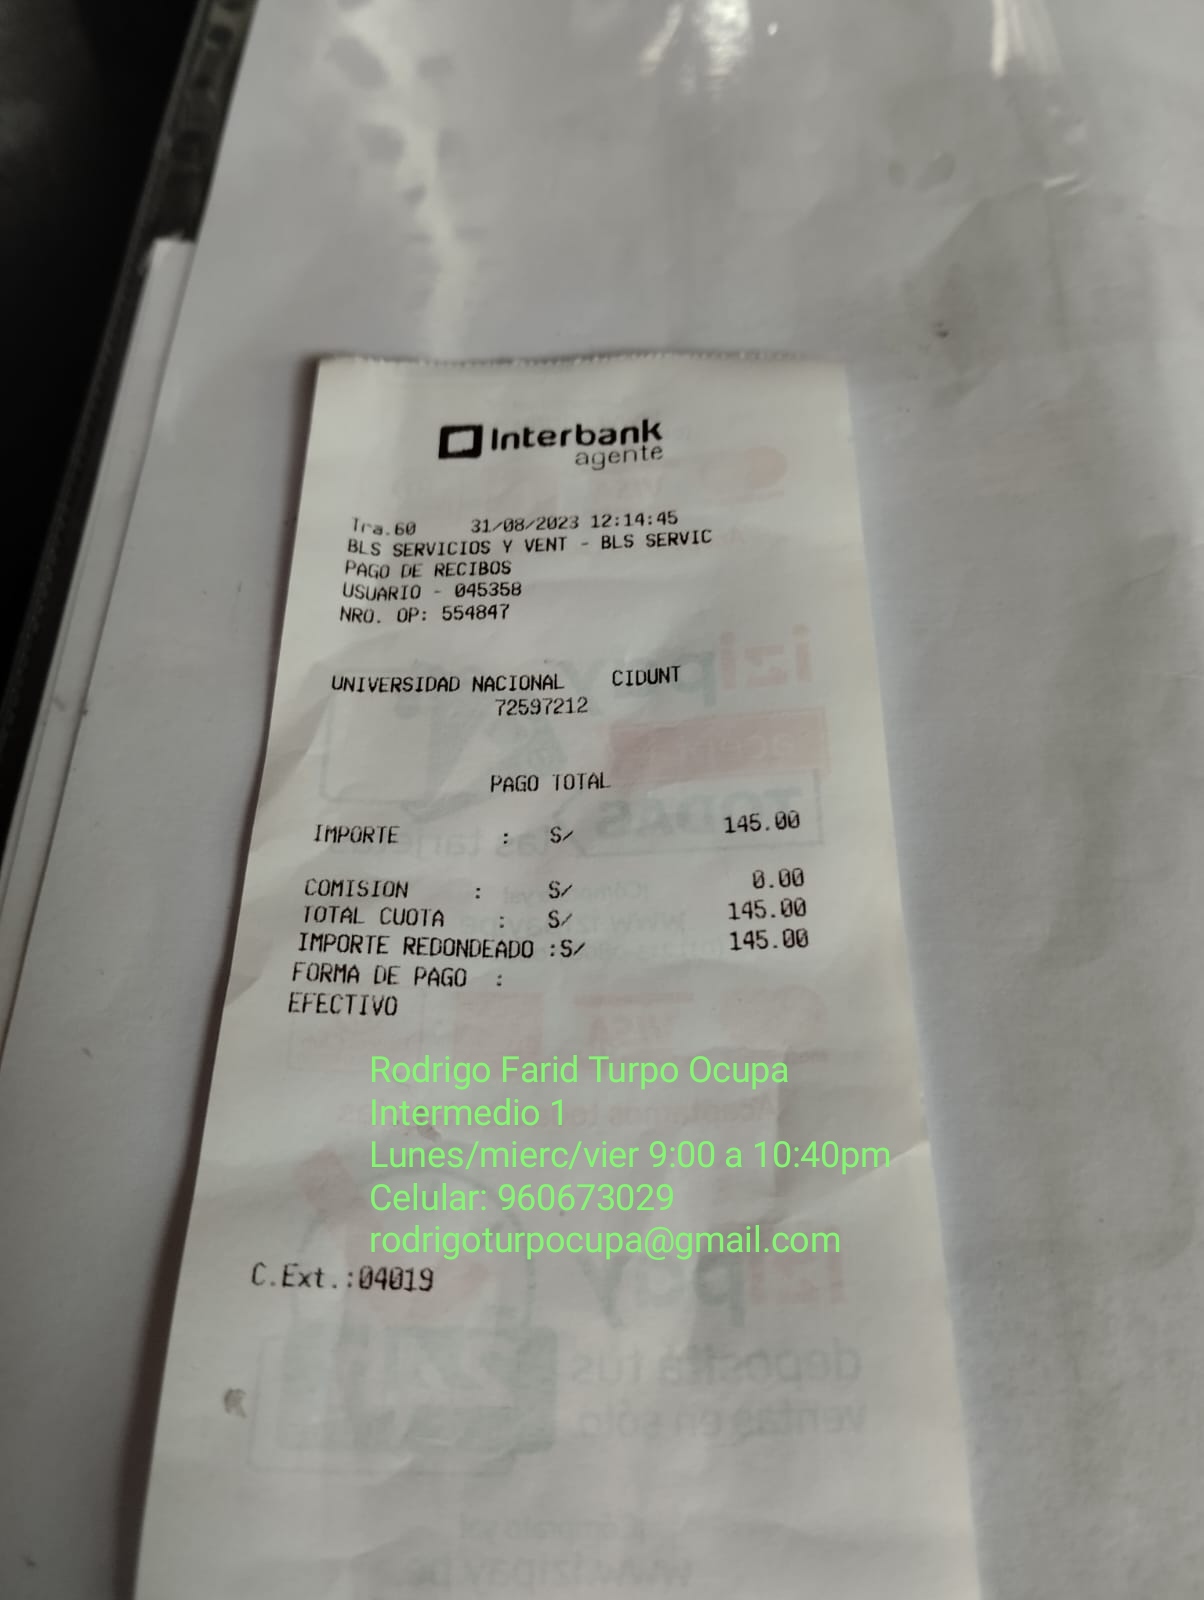 Interbank
agente
Tra.60 31/08/2023 12:14:45
BLS SERVICIOS Y VENT - BLS SERVIC
PAGO DE RECIBOS
USUARIO - 045358
NRO. OP: 554847
UNIVERSIDAD NACIONAL CIDUNT
72597212
PAGO TOTAL
IMPORTE : S/ 145.00
COMISION : S/ 0.00
TOTAL CUOTA : S/ 145.00
IMPORTE REDONDEADO :S/ 145.00
FORMA DE PAGO :
EFECTIVO
Rodrigo Farid Turpo Ocupa
Intermedio 1
Lunes/mierc/vier 9:00 a 10:40pm
Celular: 960673029
rodrigoturpocupa@gmail.com
C.Ext.:04019